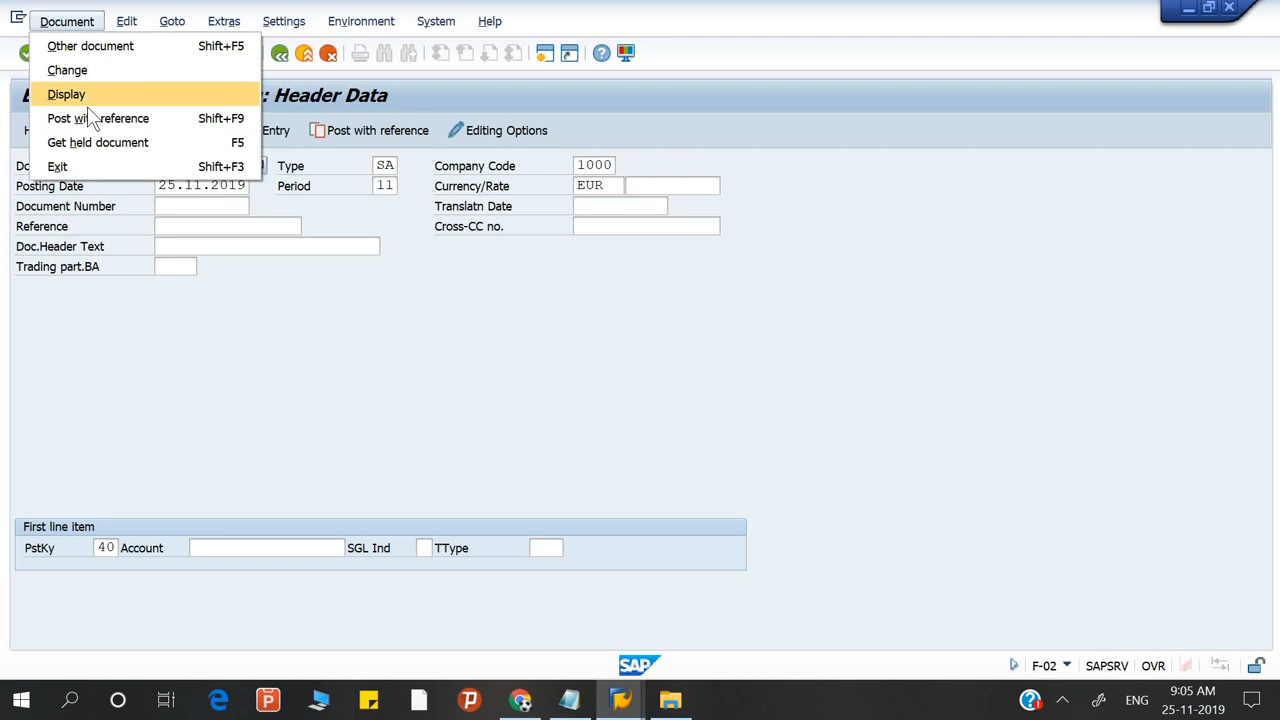 Document Edit Goto Extras Settings Environment System Help
Other document Shift+F5
Change
Display
Post with reference Shift+F9
Get held document F5
Exit Shift+F3
: Header Data
Entry Post with reference Editing Options
Type SA Company Code 1000
Posting Date 25.11.2019 Period 11 Currency/Rate EUR
Document Number Translatn Date
Reference Cross-CC no.
Doc.Header Text
Trading part.BA
First line item
PstKy 40 Account SGL Ind TType
SAP
F-02 SAPSRV OVR
ENG 9:05 AM
25-11-2019